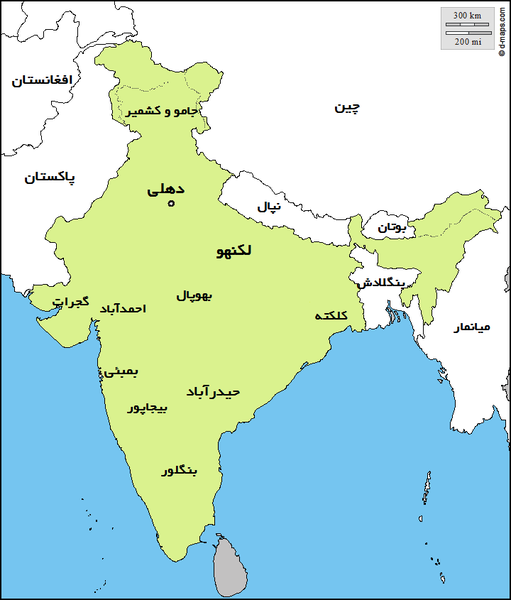 300 km
200 mi
© d-maps.com
افغانستان
جامو و کشمیر
چین
پاکستان
دهلی
نپال
بوتان
لکنهو
بنگلادش
گجرات
احمدآباد
بهوپال
کلکته
میانمار
بمبئی
حیدرآباد
بیجاپور
بنگلور